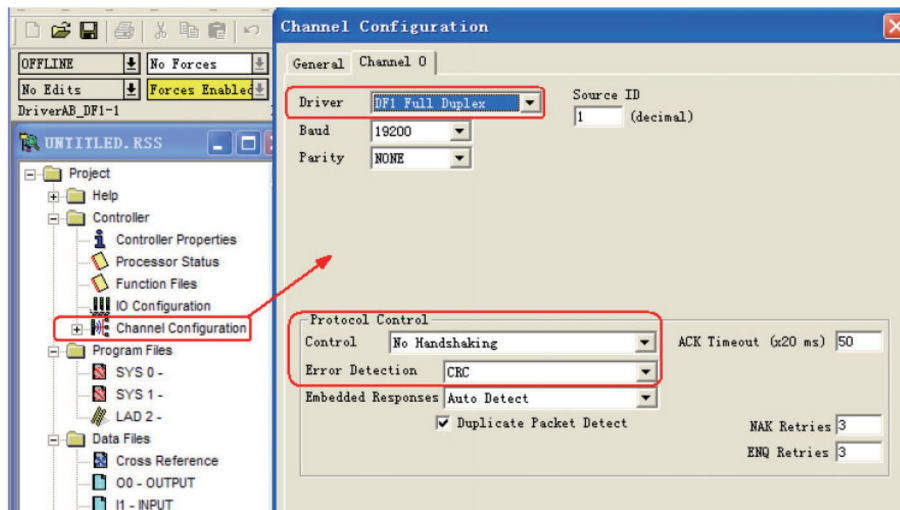 OFFLINE
No Forces
No Edits
Forces Enabled
DriverAB_DF1-1
UNTITLED.RSS
Project
Help
Controller
Controller Properties
Processor Status
Function Files
IO Configuration
Channel Configuration
Program Files
SYS 0 -
SYS 1 -
LAD 2 -
Data Files
Cross Reference
O0 - OUTPUT
I1 - INPUT
Channel Configuration
General
Channel 0
Driver
DF1 Full Duplex
Source ID
1 (decimal)
Baud
19200
Parity
NONE
Protocol Control
Control
No Handshaking
ACK Timeout (x20 ms) 50
Error Detection
CRC
Embedded Responses Auto Detect
Duplicate Packet Detect
NAK Retries 3
ENQ Retries 3